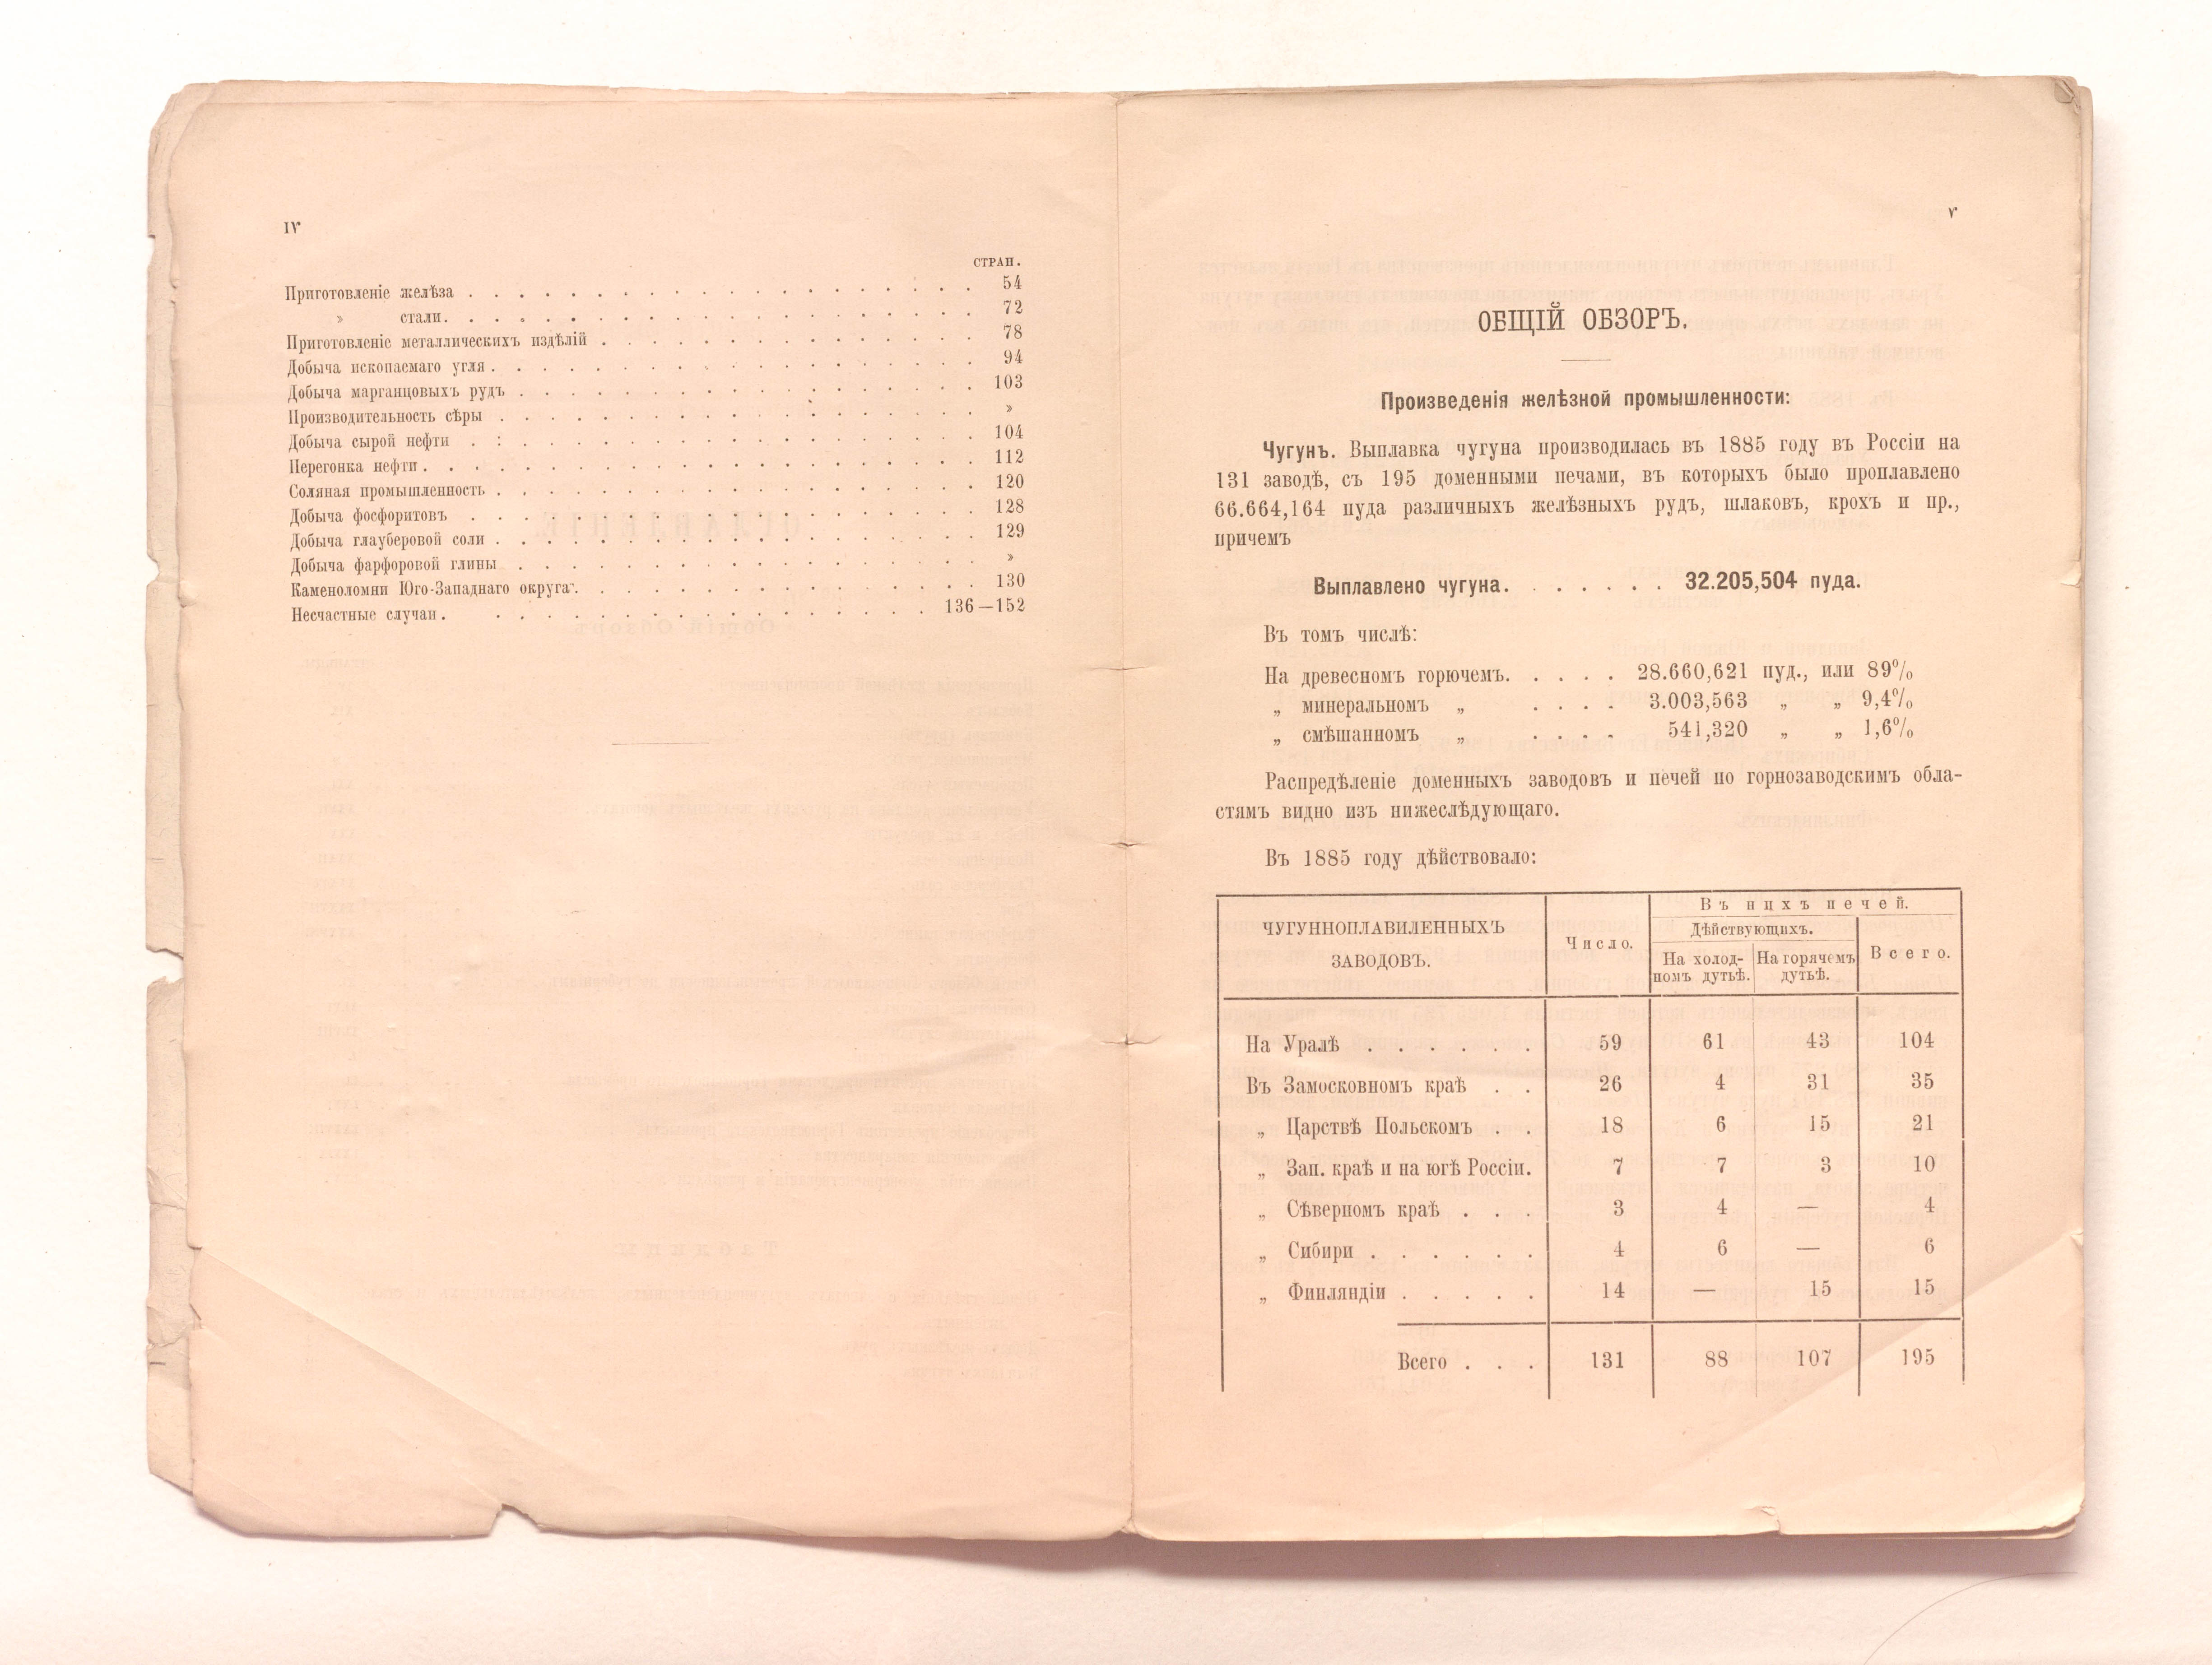 IV
СТРАН.
Приготовленіе желѣза . . . . . . . . . . . . . . . . . . . . 54
» стали. . . . . . . . . . . . . . . . . . . . . 72
Приготовленіе металлическихъ издѣлій . . . . . . . . . . . . . . . 78
Добыча ископаемаго угля . . . . . . . . . . . . . . . . . . . 94
Добыча марганцовыхъ рудъ . . . . . . . . . . . . . . . . . . 103
Производительность сѣры . . . . . . . . . . . . . . . . . . . »
Добыча сырой нефти . : . . . . . . . . . . . . . . . . . . 104
Перегонка нефти . . . . . . . . . . . . . . . . . . . . . . 112
Соляная промышленность . . . . . . . . . . . . . . . . . . . 120
Добыча фосфоритовъ . . . . . . . . . . . . . . . . . . . . 128
Добыча глауберовой соли . . . . . . . . . . . . . . . . . . . 129
Добыча фарфоровой глины . . . . . . . . . . . . . . . . . . »
Каменоломни Юго-Западнаго округа. . . . . . . . . . . . . . . . 130
Несчастные случаи . . . . . . . . . . . . . . . . . . . 136—152
V
ОБЩІЙ ОБЗОРЪ.
Произведенія желѣзной промышленности:
Чугунъ. Выплавка чугуна производилась въ 1885 году въ Россіи на
131 заводѣ, съ 195 доменными печами, въ которыхъ было проплавлено
66.664,164 пуда различныхъ желѣзныхъ рудъ, шлаковъ, крохъ и пр.,
причемъ
Выплавлено чугуна. . . . . . . 32.205,504 пуда.
Въ томъ числѣ:
На древесномъ горючемъ. . . . . 28.660,621 пуд., или 89%
„ минеральномъ „ . . . . 3.003,563 „ „ 9,4%
„ смѣшанномъ „ . . . . 541,320 „ „ 1,6%
Распредѣленіе доменныхъ заводовъ и печей по горнозаводскимъ обла-
стямъ видно изъ нижеслѣдующаго.
Въ 1885 году дѣйствовало:
ЧУГУННОПЛАВИЛЕННЫХЪ
ЗАВОДОВЪ.
Число.
Въ нихъ печей.
Дѣйствующихъ.
На холод-
номъ дутьѣ.
На горячемъ
дутьѣ.
Всего.
На Уралѣ . . . . . . 59 61 43 104
Въ Замосковномъ краѣ . . 26 4 31 35
„ Царствѣ Польскомъ . . 18 6 15 21
„ Зап. краѣ и на югѣ Россіи. 7 7 3 10
„ Сѣверномъ краѣ . . . 3 4 — 4
„ Сибири . . . . . . 4 6 — 6
„ Финляндіи . . . . . 14 — 15 15
Всего . . . 131 88 107 195